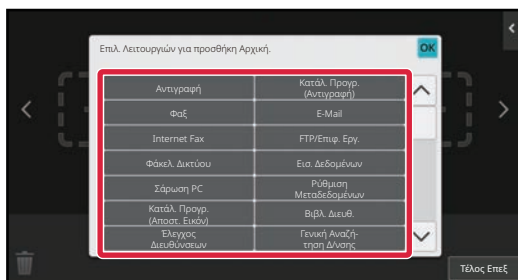 Επιλ. Λειτουργιών για προσθήκη Αρχική.
OK
Αντιγραφή
Κατάλ. Προγρ.
(Αντιγραφή)
Φαξ
E-Mail
Internet Fax
FTP/Επιφ. Εργ.
Φάκελ. Δικτύου
Εισ. Δεδομένων
Σάρωση PC
Ρύθμιση
Μεταδεδομένων
Κατάλ. Προγρ.
(Αποστ. Εικόν)
Βιβλ. Διευθ.
Έλεγχος
Διευθύνσεων
Γενική Αναζή-
τηση Δ/νσης
Τέλος Επεξ